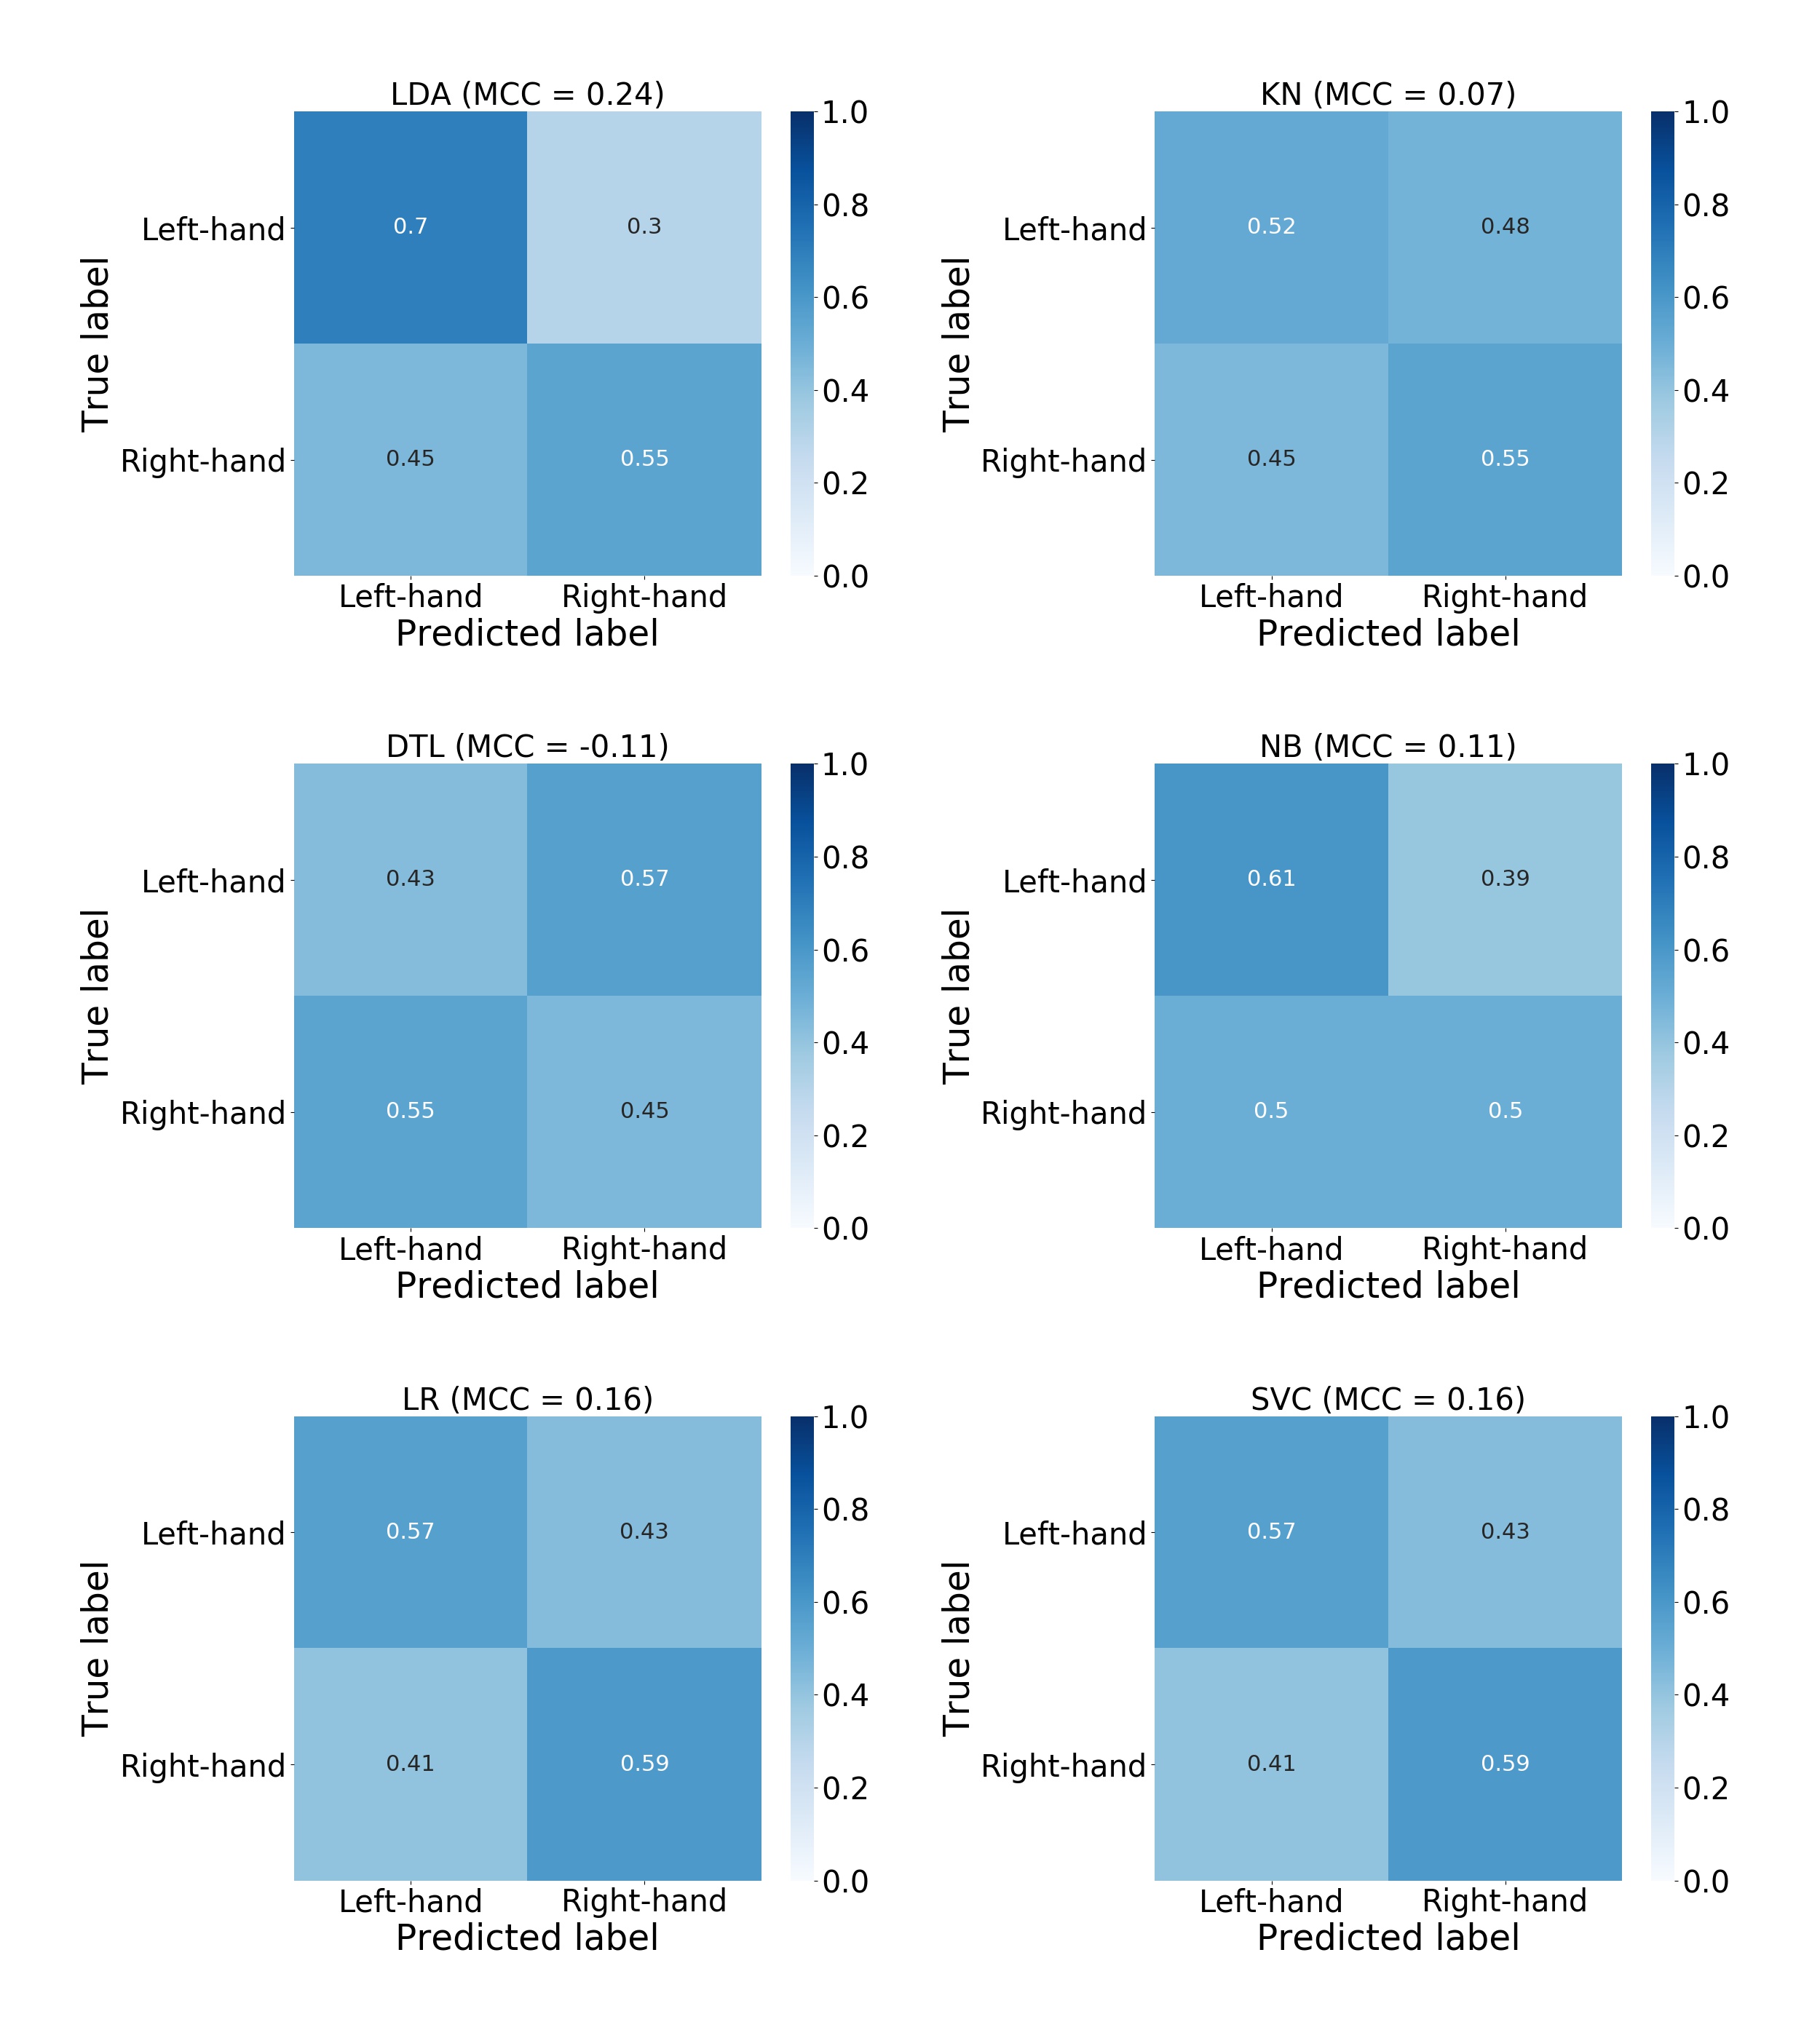 LDA (MCC = 0.24)
True label
Left-hand
0.7 0.3
Right-hand
0.45 0.55
Left-hand Right-hand
Predicted label
1.0
0.8
0.6
0.4
0.2
0.0
KN (MCC = 0.07)
True label
Left-hand
0.52 0.48
Right-hand
0.45 0.55
Left-hand Right-hand
Predicted label
1.0
0.8
0.6
0.4
0.2
0.0
DTL (MCC = -0.11)
True label
Left-hand
0.43 0.57
Right-hand
0.55 0.45
Left-hand Right-hand
Predicted label
1.0
0.8
0.6
0.4
0.2
0.0
NB (MCC = 0.11)
True label
Left-hand
0.61 0.39
Right-hand
0.5 0.5
Left-hand Right-hand
Predicted label
1.0
0.8
0.6
0.4
0.2
0.0
LR (MCC = 0.16)
True label
Left-hand
0.57 0.43
Right-hand
0.41 0.59
Left-hand Right-hand
Predicted label
1.0
0.8
0.6
0.4
0.2
0.0
SVC (MCC = 0.16)
True label
Left-hand
0.57 0.43
Right-hand
0.41 0.59
Left-hand Right-hand
Predicted label
1.0
0.8
0.6
0.4
0.2
0.0